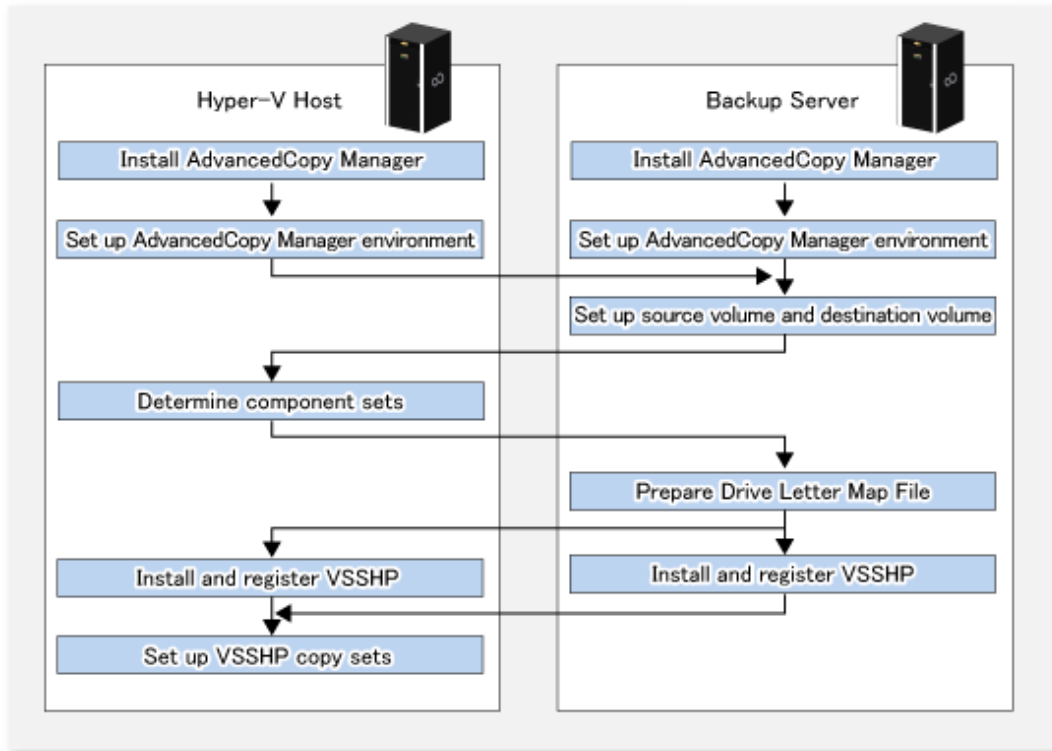 Hyper-V Host
Install AdvancedCopy Manager
Set up AdvancedCopy Manager environment
Determine component sets
Install and register VSSHP
Set up VSSHP copy sets
Backup Server
Install AdvancedCopy Manager
Set up AdvancedCopy Manager environment
Set up source volume and destination volume
Prepare Drive Letter Map File
Install and register VSSHP